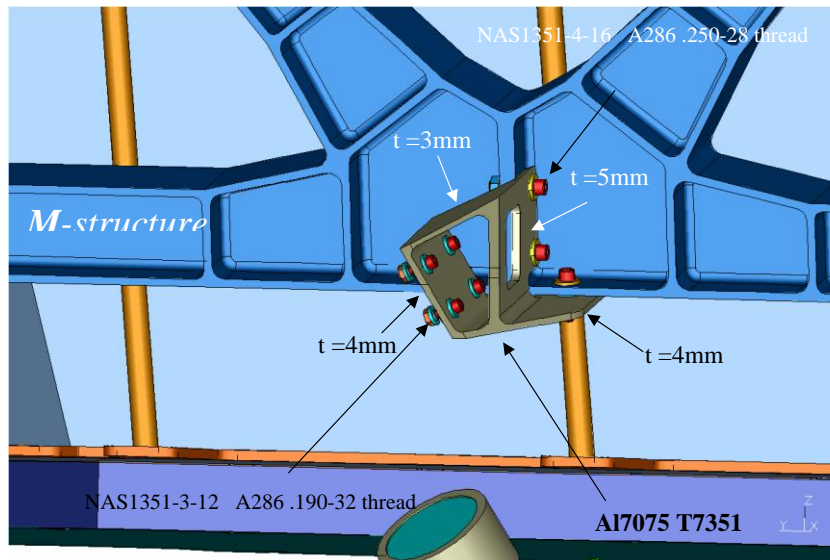 NAS1351-4-16 A286 .250-28 thread
t =3mm
t =5mm
M-structure
t =4mm
t =4mm
NAS1351-3-12 A286 .190-32 thread
Al7075 T7351
Z
Y X